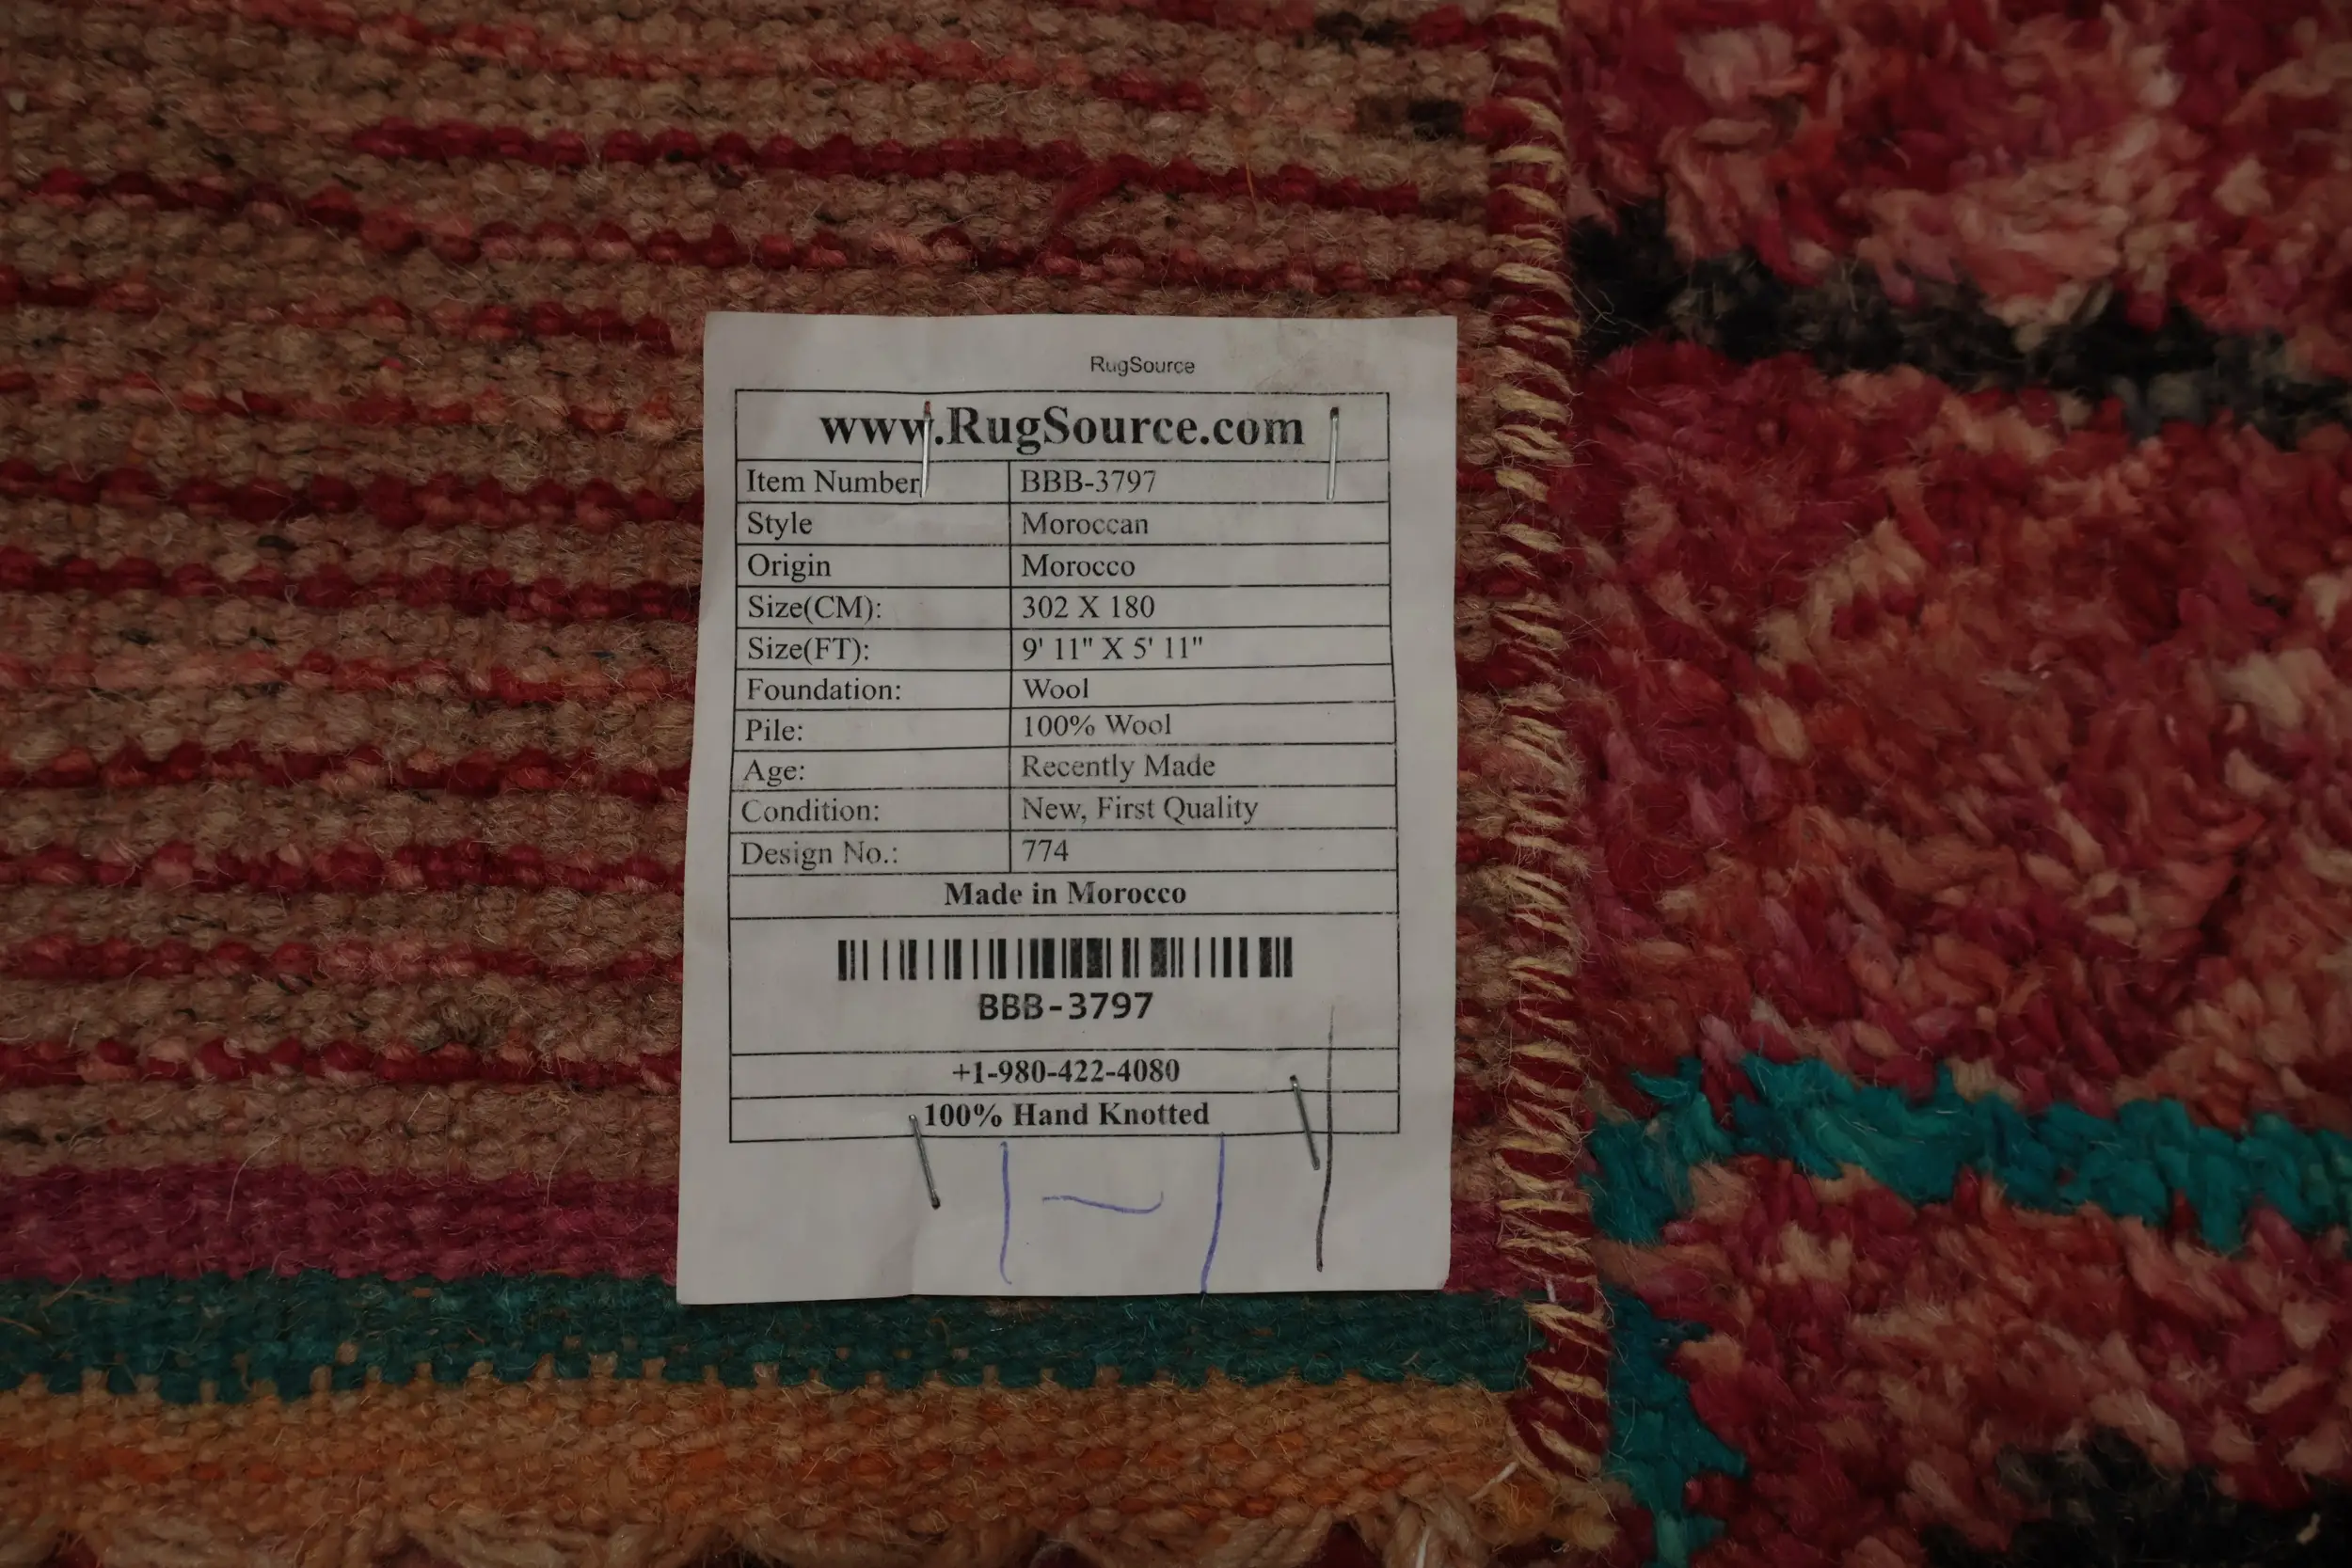 RugSource
www.RugSource.com
Item Number BBB-3797
Style Moroccan
Origin Morocco
Size(CM): 302 X 180
Size(FT): 9' 11" X 5' 11"
Foundation: Wool
Pile: 100% Wool
Age: Recently Made
Condition: New, First Quality
Design No.: 774
Made in Morocco
BBB-3797
+1-980-422-4080
100% Hand Knotted